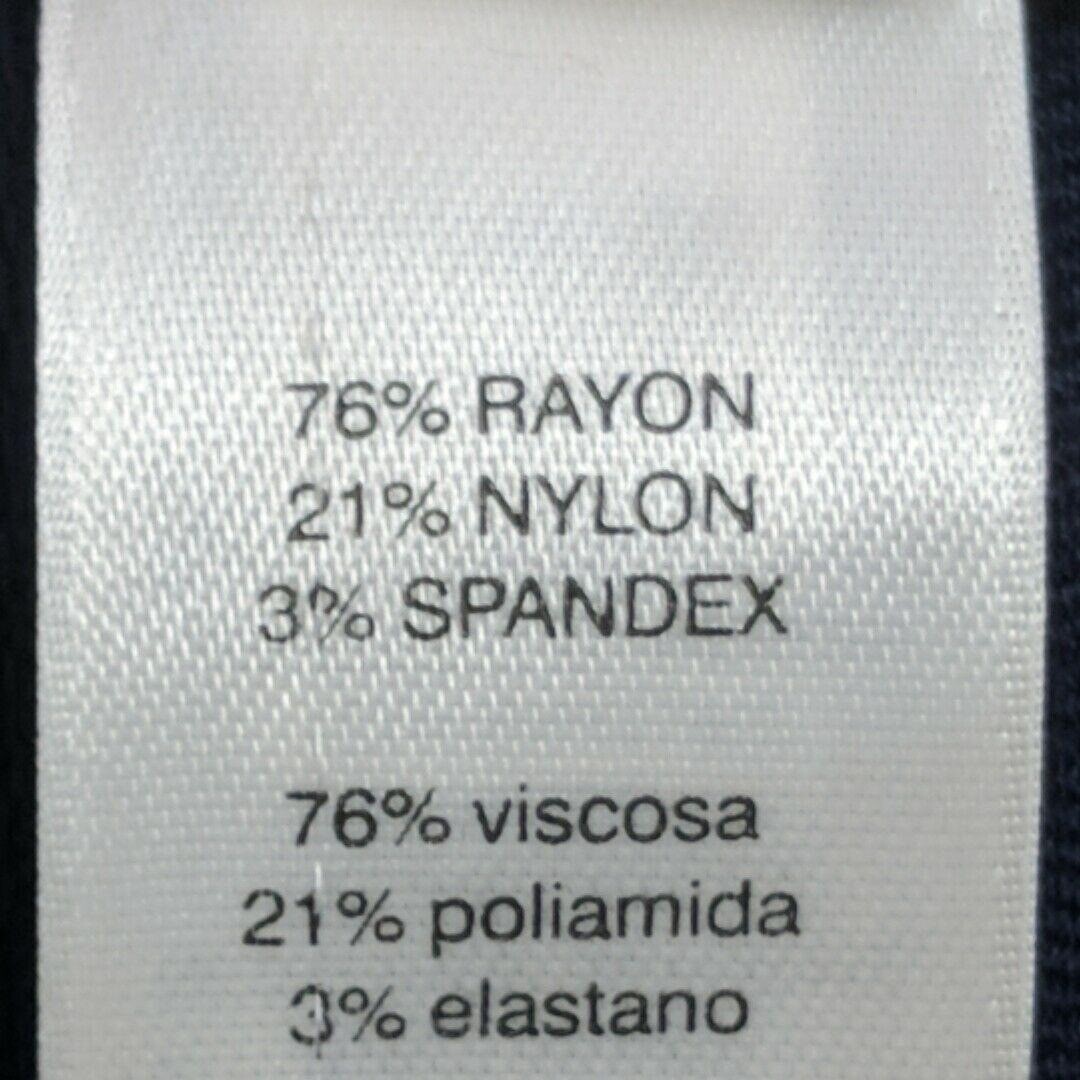 76% RAYON
21% NYLON
3% SPANDEX
76% viscosa
21% poliamida
3% elastano